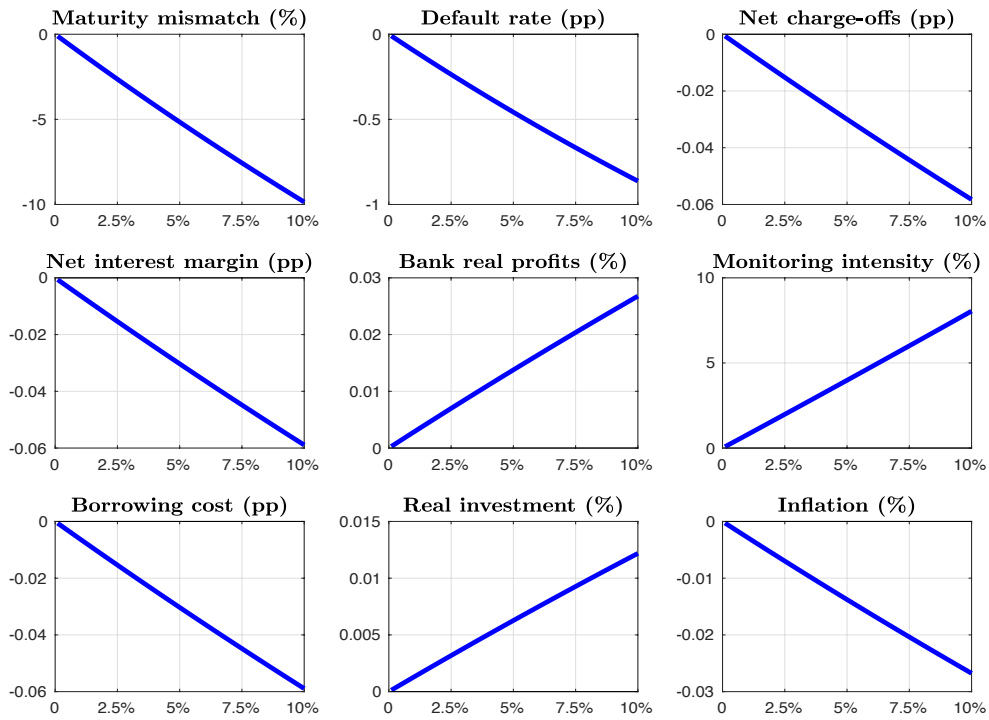 Maturity mismatch (%)
0
-5
-10
0 2.5% 5% 7.5% 10%
Default rate (pp)
0
-0.5
-1
0 2.5% 5% 7.5% 10%
Net charge-offs (pp)
0
-0.02
-0.04
-0.06
0 2.5% 5% 7.5% 10%
Net interest margin (pp)
0
-0.02
-0.04
-0.06
0 2.5% 5% 7.5% 10%
Bank real profits (%)
0.03
0.02
0.01
0
0 2.5% 5% 7.5% 10%
Monitoring intensity (%)
10
5
0
0 2.5% 5% 7.5% 10%
Borrowing cost (pp)
0
-0.02
-0.04
-0.06
0 2.5% 5% 7.5% 10%
Real investment (%)
0.015
0.01
0.005
0
0 2.5% 5% 7.5% 10%
Inflation (%)
0
-0.01
-0.02
-0.03
0 2.5% 5% 7.5% 10%